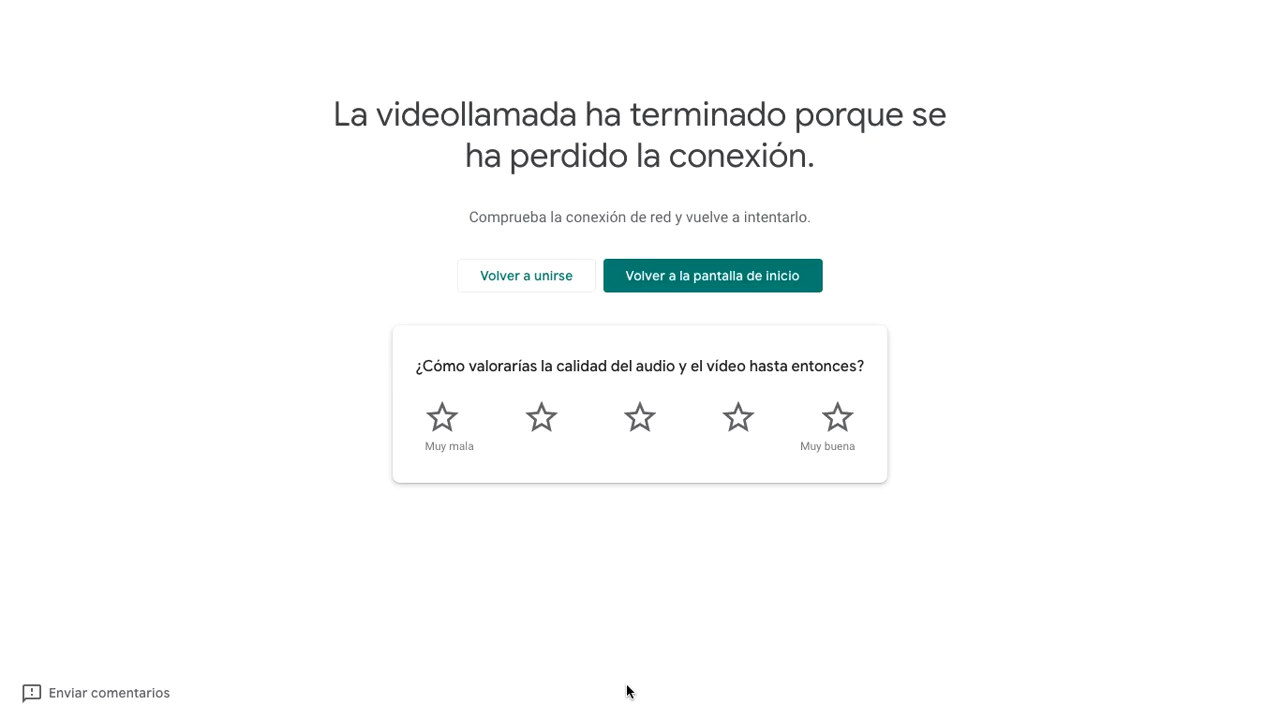 La videollamada ha terminado porque se
ha perdido la conexión.
Comprueba la conexión de red y vuelve a intentarlo.
Volver a unirse
Volver a la pantalla de inicio
¿Cómo valorarías la calidad del audio y el vídeo hasta entonces?
Muy mala
Muy buena
Enviar comentarios